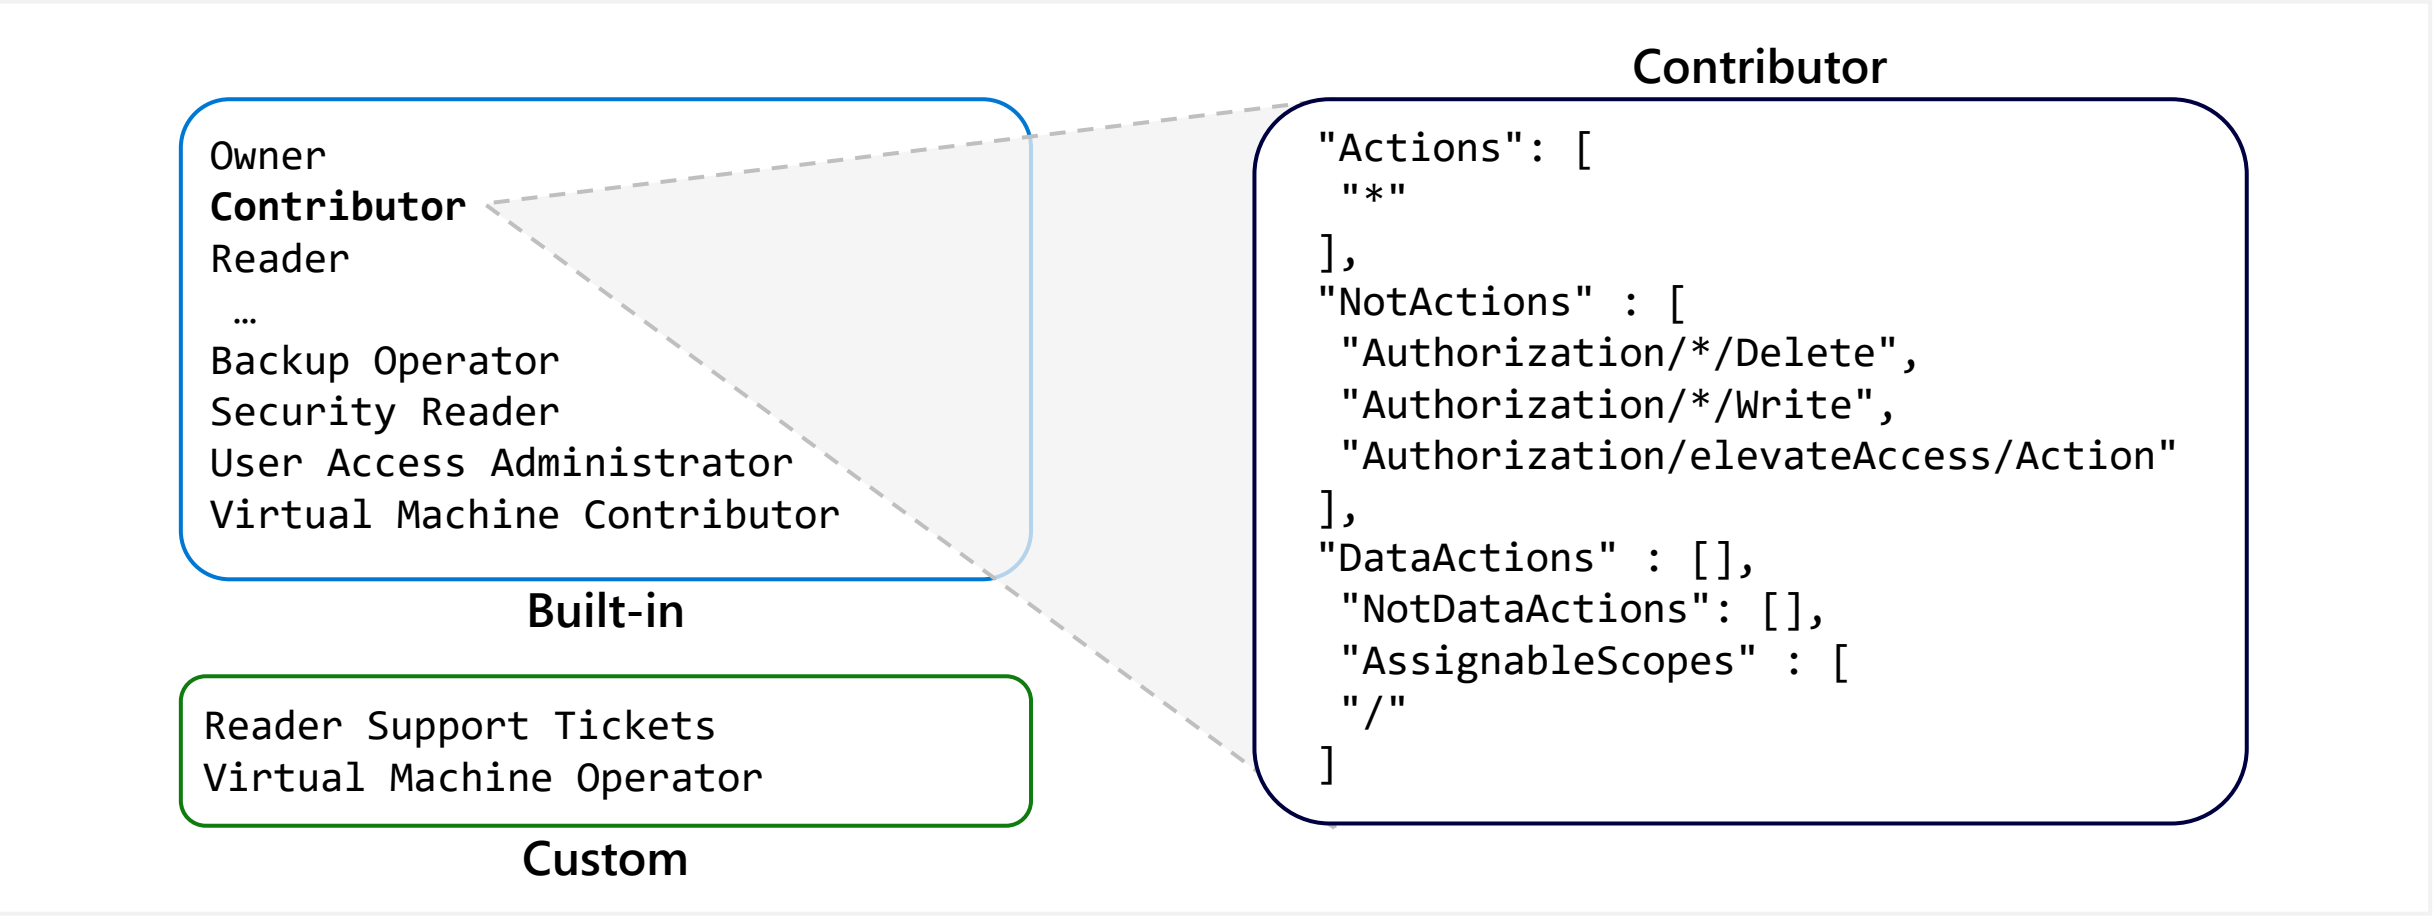 Owner
Contributor
Reader
…
Backup Operator
Security Reader
User Access Administrator
Virtual Machine Contributor
Built-in
Reader Support Tickets
Virtual Machine Operator
Custom
Contributor
"Actions": [
"*"
],
"NotActions" : [
"Authorization/*/Delete",
"Authorization/*/Write",
"Authorization/elevateAccess/Action"
],
"DataActions" : [],
"NotDataActions": [],
"AssignableScopes" : [
"/"
]